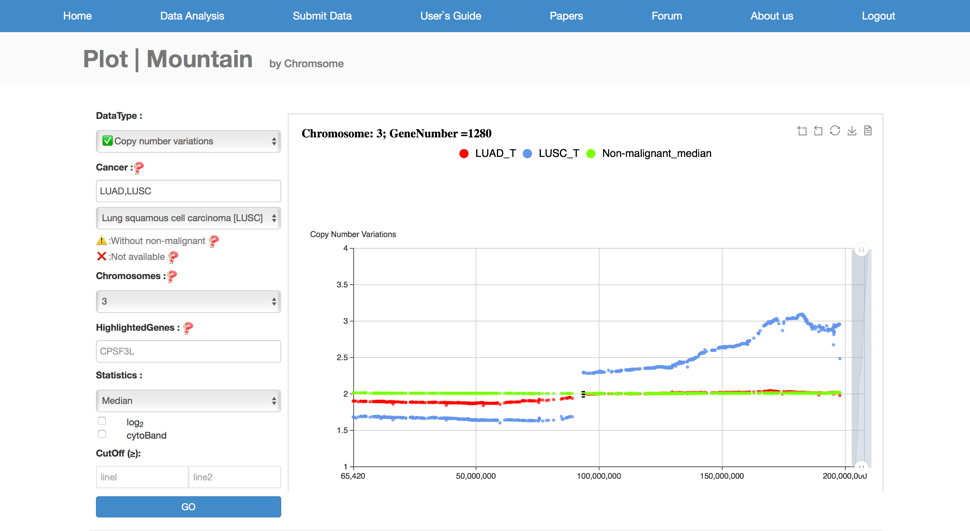 Home Data Analysis Submit Data User`s Guide Papers Forum About us Logout
Plot | Mountain by Chromsome
DataType :
Copy number variations
Cancer :
LUAD,LUSC
Lung squamous cell carcinoma [LUSC]
:Without non-malignant
:Not available
Chromosomes :
3
HighlightedGenes :
CPSF3L
Statistics :
Median
log2
cytoBand
CutOff (≥):
line1 line2
GO
Chromosome: 3; GeneNumber =1280
LUAD_T LUSC_T Non-malignant_median
Copy Number Variations
4
3.5
3
2.5
2
1.5
1
65,420 50,000,000 100,000,000 150,000,000 200,000,000